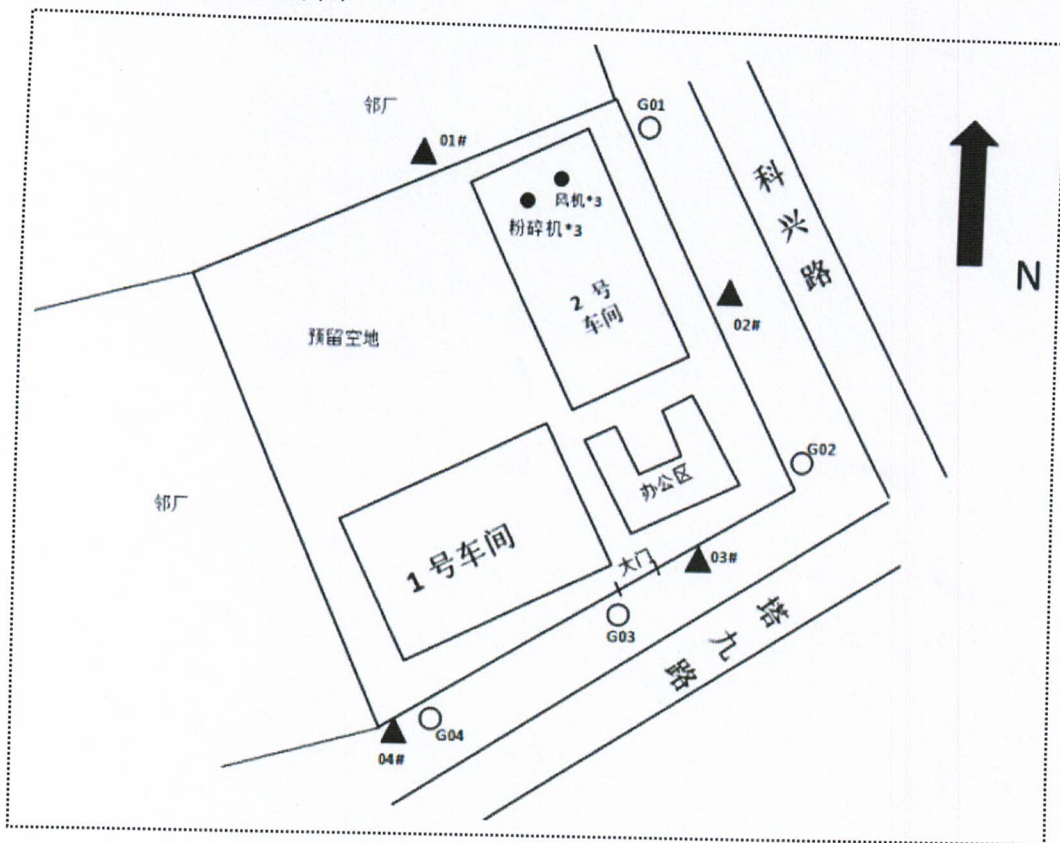 邻厂
01#
G01
科兴路
风机*3
粉碎机*3
N
2 号
车间
02#
预留空地
G02
办公区
邻厂
1 号车间
大门
03#
G03
塔九路
G04
04#